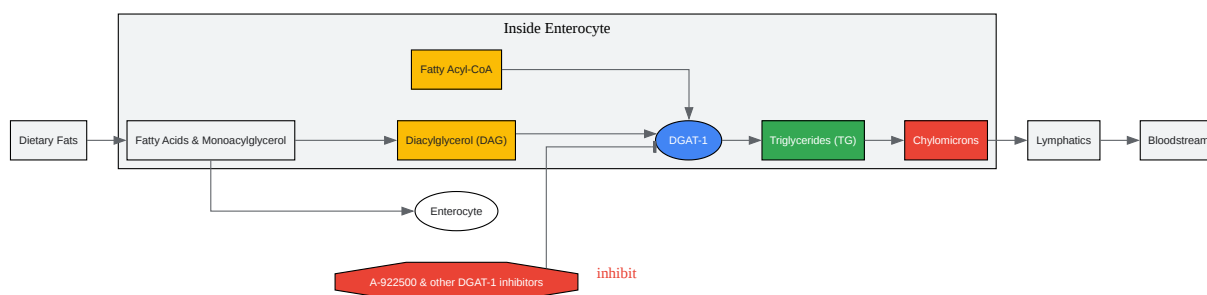 Inside Enterocyte
Fatty Acyl-CoA
Dietary Fats
Fatty Acids & Monoacylglycerol
Diacylglycerol (DAG)
DGAT-1
Triglycerides (TG)
Chylomicrons
Lymphatics
Bloodstream
Enterocyte
A-922500 & other DGAT-1 inhibitors
inhibit